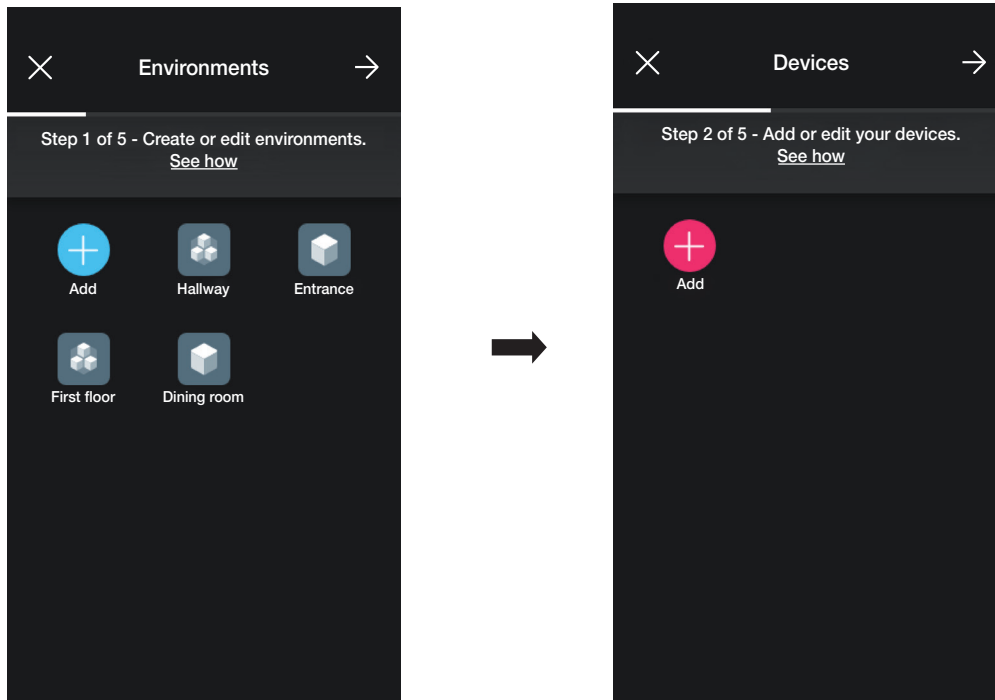 Environments
Step 1 of 5 - Create or edit environments.
See how
Add
Hallway
Entrance
First floor
Dining room
Devices
Step 2 of 5 - Add or edit your devices.
See how
Add